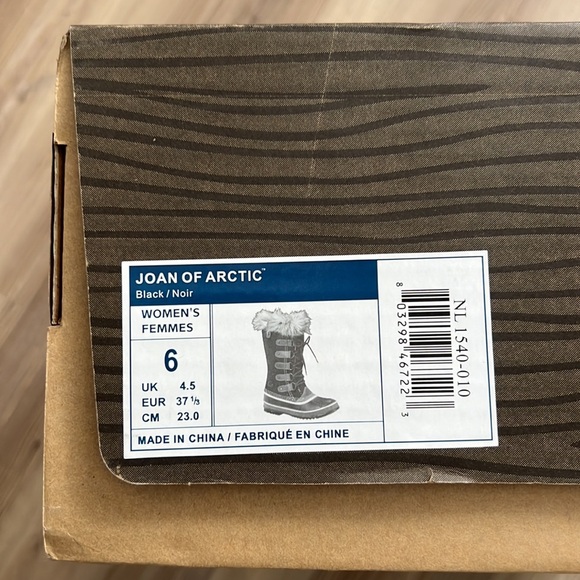 JOAN OF ARCTIC™
Black / Noir
WOMEN'S
FEMMES
6
UK 4.5
EUR 37 1/3
CM 23.0
MADE IN CHINA / FABRIQUÉ EN CHINE
8 03298 46722 3
NL 1540-010